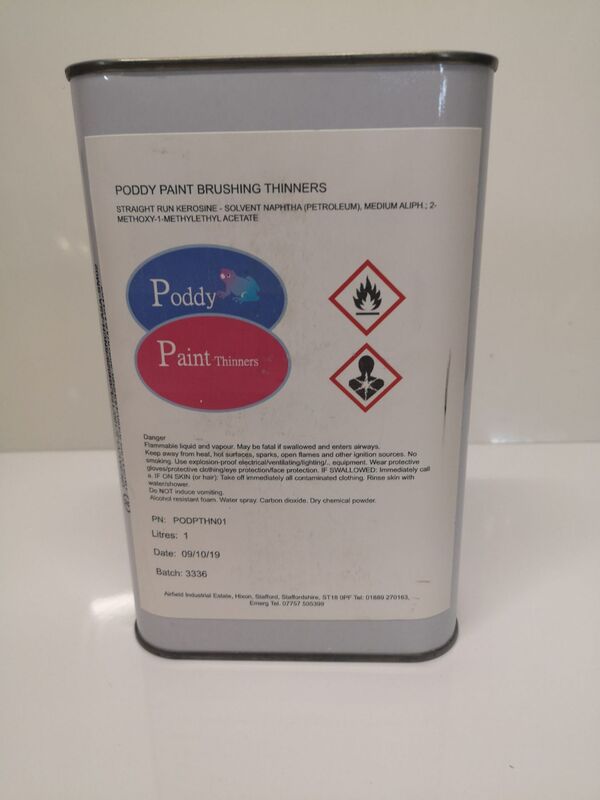 PODDY PAINT BRUSHING THINNERS
STRAIGHT RUN KEROSINE - SOLVENT NAPHTHA (PETROLEUM), MEDIUM ALIPH.; 2-
METHOXY-1-METHYLETHYL ACETATE
Poddy
Paint Thinners
Danger
Flammable liquid and vapour. May be fatal if swallowed and enters airways.
Keep away from heat, hot surfaces, sparks, open flames and other ignition sources. No
smoking. Use explosion-proof electrical/ventilating/lighting/.. equipment. Wear protective
gloves/protective clothing/eye protection/face protection. IF SWALLOWED: Immediately call
a. IF ON SKIN (or hair): Take off immediately all contaminated clothing. Rinse skin with
water/shower.
Do NOT induce vomiting.
Alcohol resistant foam. Water spray. Carbon dioxide. Dry chemical powder.
PN: PODPTHN01
Litres: 1
Date: 09/10/19
Batch: 3336
Airfield Industrial Estate, Hixon, Stafford, Staffordshire, ST18 0PF Tel: 01889 270163,
Emerg Tel. 07757 505399